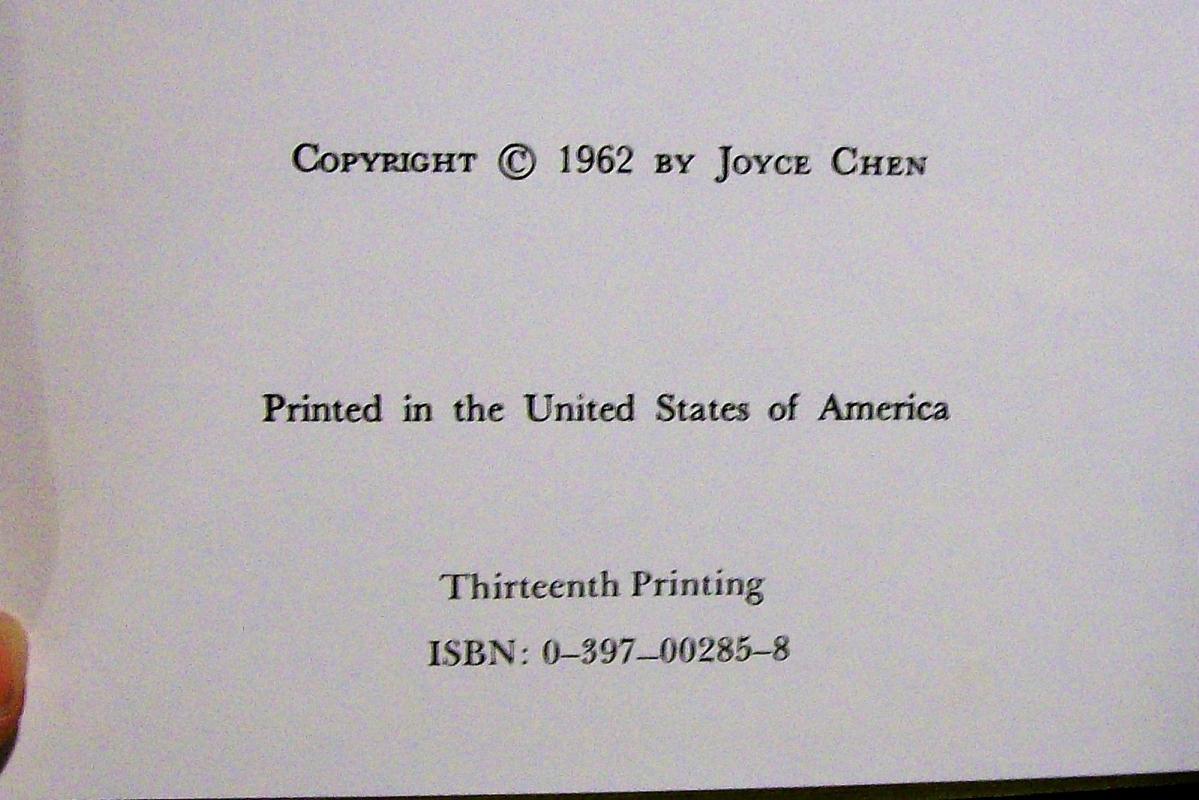 Copyright © 1962 by Joyce Chen
Printed in the United States of America
Thirteenth Printing
ISBN: 0–397–00285–8